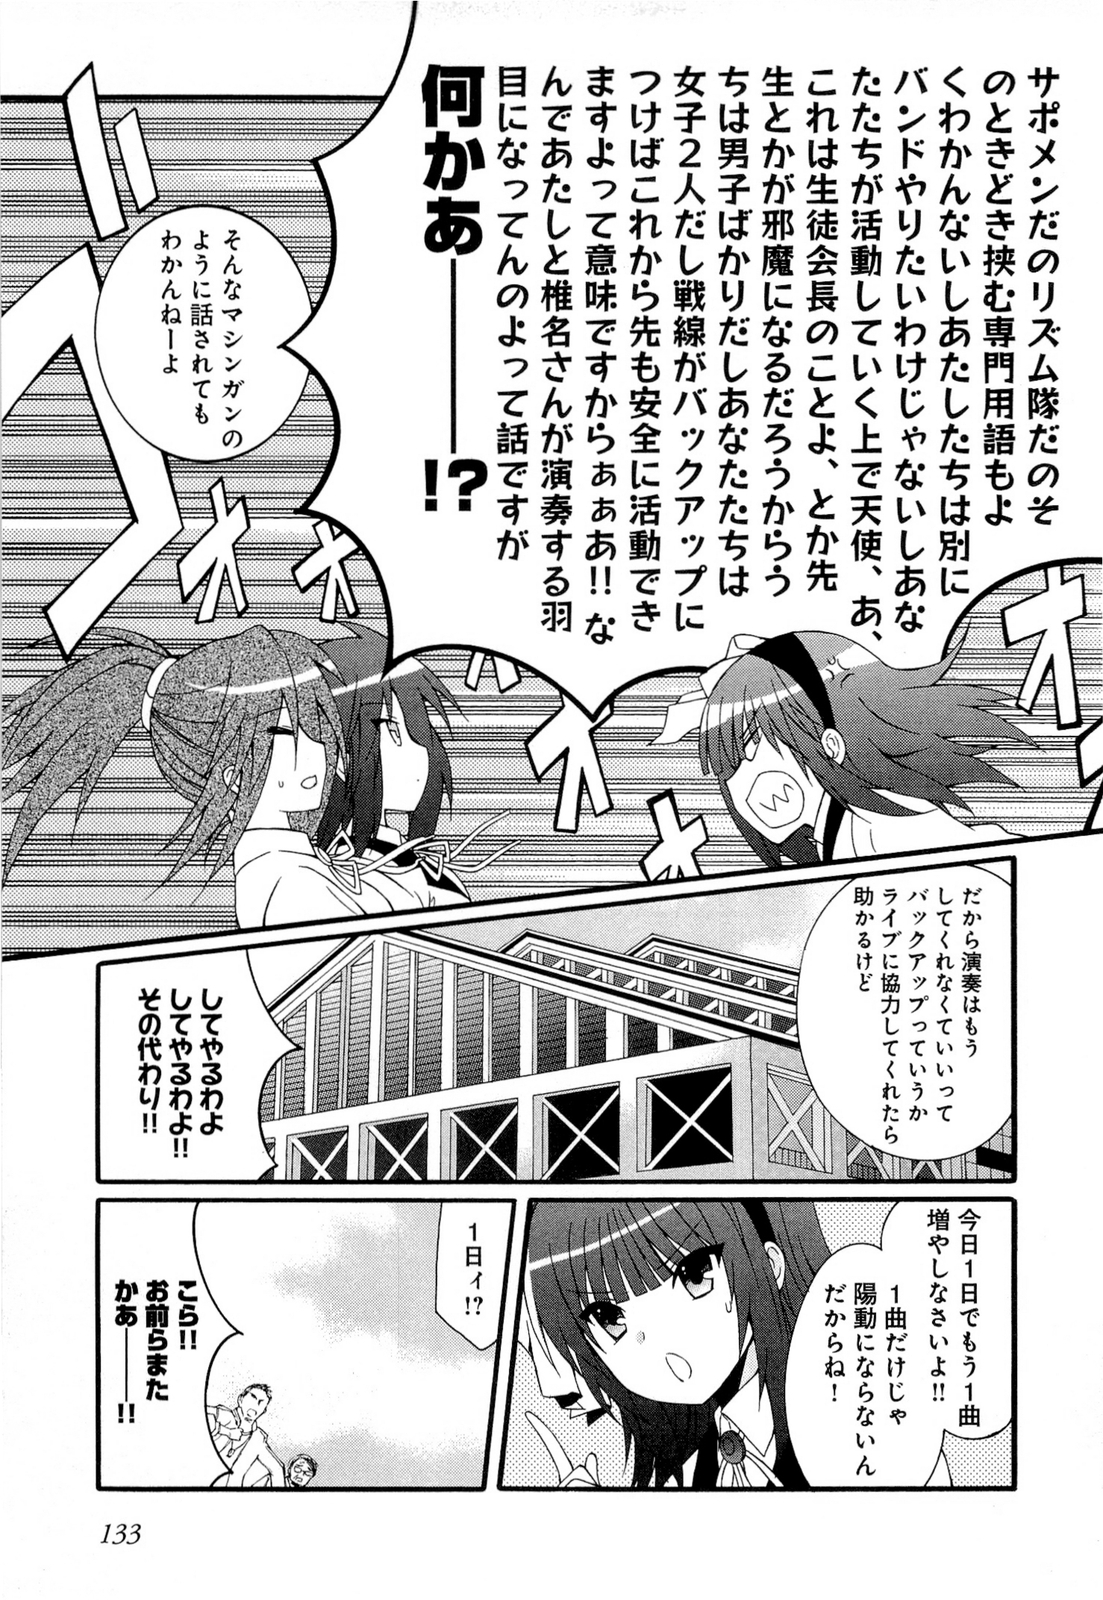 サポメンだのリズム隊だのそ
のときどき挟む専門用語もよ
くわかんないしあたしたちは別に
バンドやりたいわけじゃないしあな
たたちが活動していく上で天使、あ、
これは生徒会長のことよ、とか先
生とかが邪魔になるだろうからう
ちは男子ばかりだしあなたたちは
女子2人だし戦線がバックアップに
つけばこれから先も安全に活動でき
ますよって意味ですからぁぁあ!!な
んであたしと椎名さんが演奏する羽
目になってんのよって話ですが
何かあ――!?
そんなマシンガンの
ように話されても
わかんねーよ
ガガガガガガガガガ
だから演奏はもう
してくれなくていいって
バックアップっていうか
ライブに協力してくれたら
助かるけど
してやるわよ
してやるわよ!!
その代わり!!
今日1日でもう1曲
増やしなさいよ!!
1曲だけじゃ
陽動にならないん
だからね!
1日ィ!?
こら!!
お前らまた
かあ――!!
133